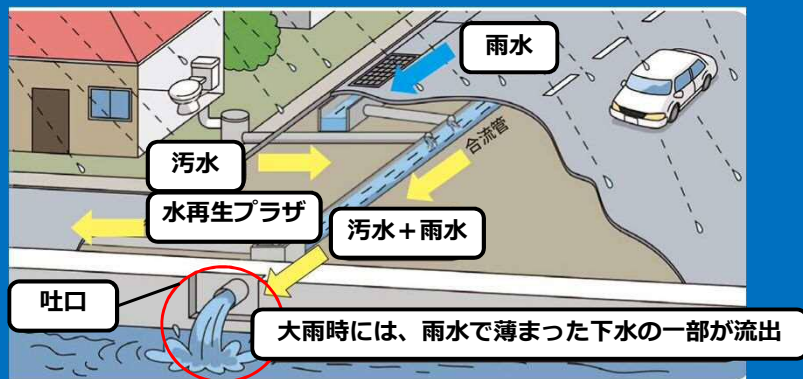 雨水
合流管
汚水
水再生プラザ
汚水+雨水
吐口
大雨時には、雨水で薄まった下水の一部が流出